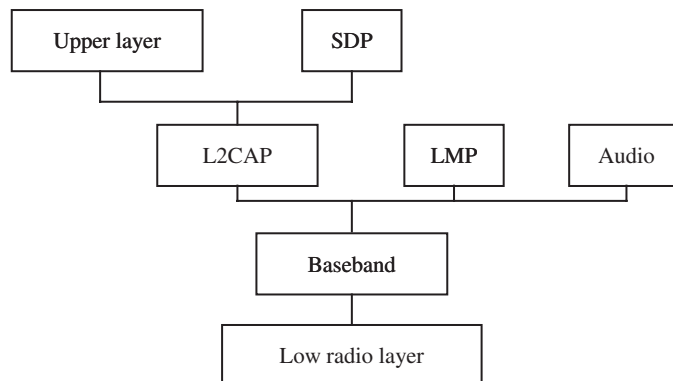 Upper layer
SDP
L2CAP
LMP
Audio
Baseband
Low radio layer